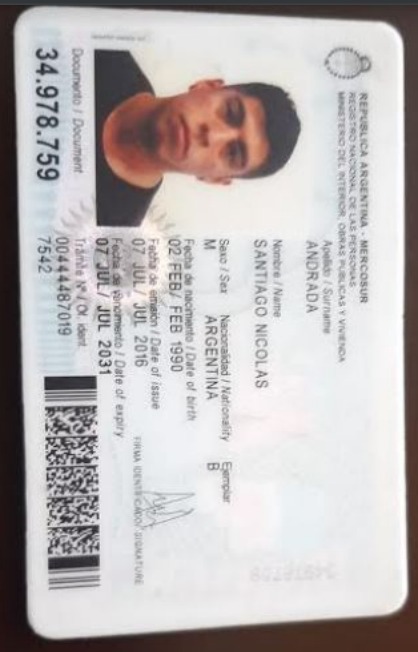 REPUBLICA ARGENTINA - MERCOSUR
REGISTRO NACIONAL DE LAS PERSONAS
MINISTERIO DEL INTERIOR, OBRAS PUBLICAS Y VIVIENDA
Apellido / Surname
ANDRADA
Nombre / Name
SANTIAGO NICOLAS
Sexo / Sex Nacionalidad / Nationality Ejemplar
M ARGENTINA B
Fecha de nacimiento / Date of birth
02 FEB/ FEB 1990
Fecha de emisión / Date of issue
07 JUL/ JUL 2016
Fecha de vencimiento / Date of expiry
07 JUL/ JUL 2031
FIRMA IDENTIFICADO/ SIGNATURE
Documento / Document
34.978.759
Trámite Nº / Of. ident.
00444487019
7542